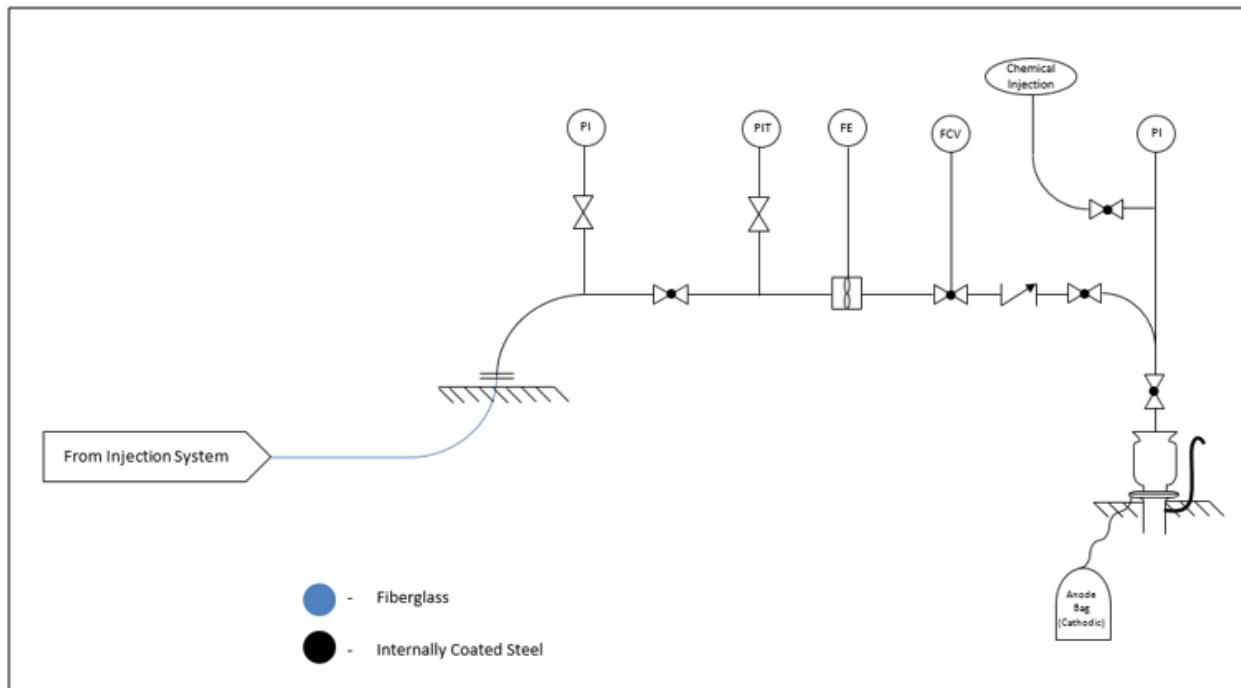 Chemical
Injection
PI
PIT
FE
FCV
PI
From Injection System
Anode
Bag
(Cathodic)
- Fiberglass
- Internally Coated Steel